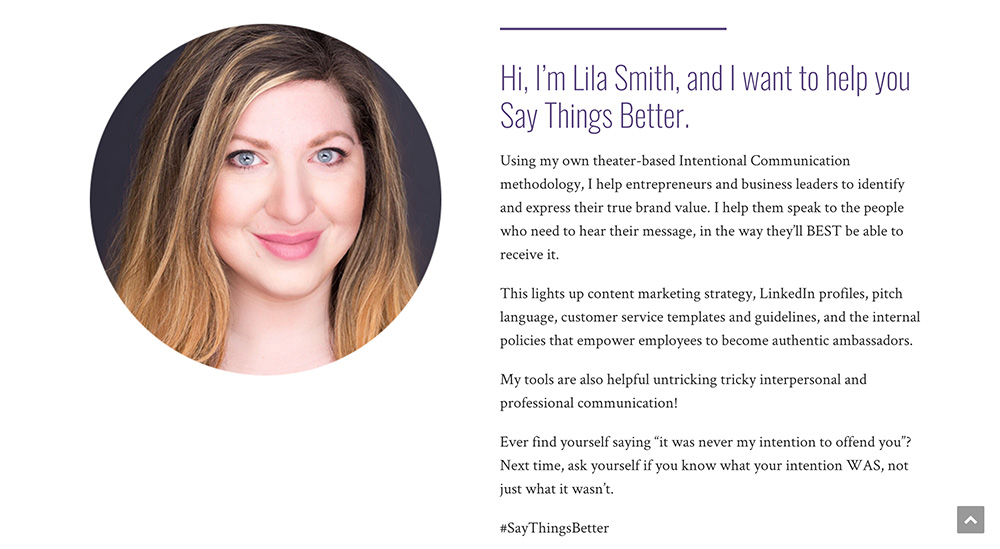 Hi, I’m Lila Smith, and I want to help you
Say Things Better.
Using my own theater-based Intentional Communication
methodology, I help entrepreneurs and business leaders to identify
and express their true brand value. I help them speak to the people
who need to hear their message, in the way they’ll BEST be able to
receive it.
This lights up content marketing strategy, LinkedIn profiles, pitch
language, customer service templates and guidelines, and the internal
policies that empower employees to become authentic ambassadors.
My tools are also helpful untricking tricky interpersonal and
professional communication!
Ever find yourself saying “it was never my intention to offend you”?
Next time, ask yourself if you know what your intention WAS, not
just what it wasn’t.
#SayThingsBetter